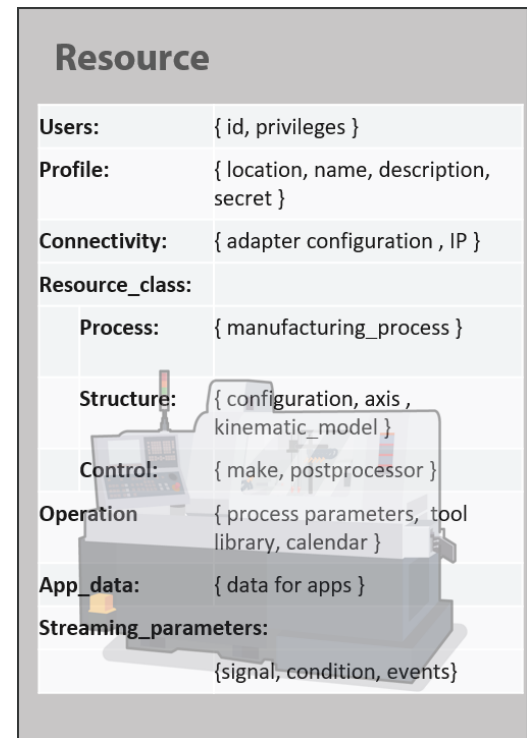 Resource
Users: { id, privileges }
Profile: { location, name, description,
secret }
Connectivity: { adapter configuration , IP }
Resource_class:
Process: { manufacturing_process }
Structure: { configuration, axis ,
kinematic_model }
Control: { make, postprocessor }
Operation { process parameters, tool
library, calendar }
App_data: { data for apps }
Streaming_parameters:
{signal, condition, events}